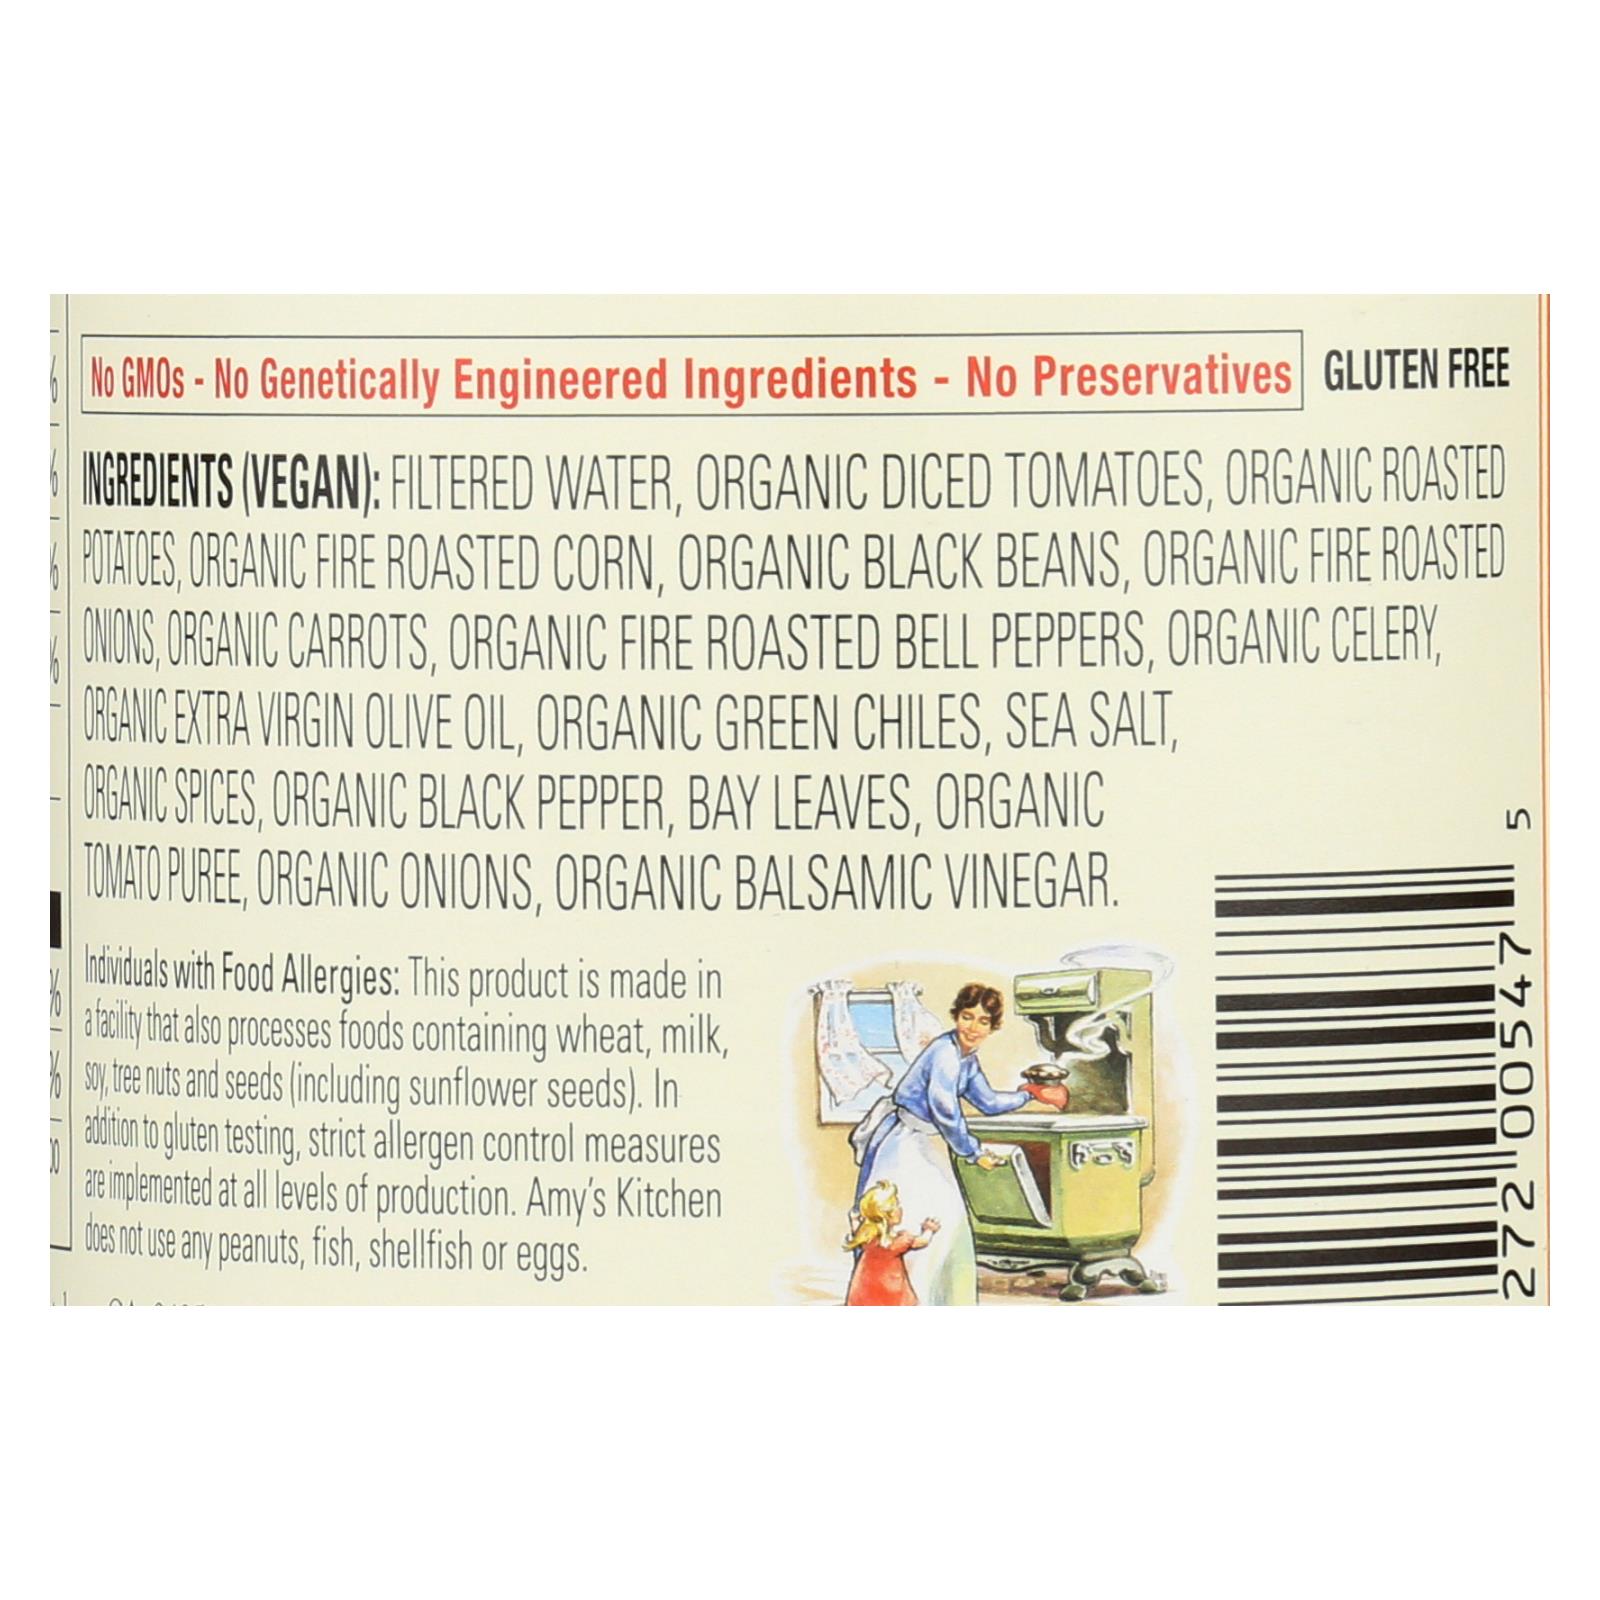 No GMOs - No Genetically Engineered Ingredients - No Preservatives
GLUTEN FREE
INGREDIENTS (VEGAN): FILTERED WATER, ORGANIC DICED TOMATOES, ORGANIC ROASTED
POTATOES, ORGANIC FIRE ROASTED CORN, ORGANIC BLACK BEANS, ORGANIC FIRE ROASTED
ONIONS, ORGANIC CARROTS, ORGANIC FIRE ROASTED BELL PEPPERS, ORGANIC CELERY,
ORGANIC EXTRA VIRGIN OLIVE OIL, ORGANIC GREEN CHILES, SEA SALT,
ORGANIC SPICES, ORGANIC BLACK PEPPER, BAY LEAVES, ORGANIC
TOMATO PUREE, ORGANIC ONIONS, ORGANIC BALSAMIC VINEGAR.
Individuals with Food Allergies: This product is made in
a facility that also processes foods containing wheat, milk,
soy, tree nuts and seeds (including sunflower seeds). In
addition to gluten testing, strict allergen control measures
are implemented at all levels of production. Amy's Kitchen
does not use any peanuts, fish, shellfish or eggs.
27200547 5